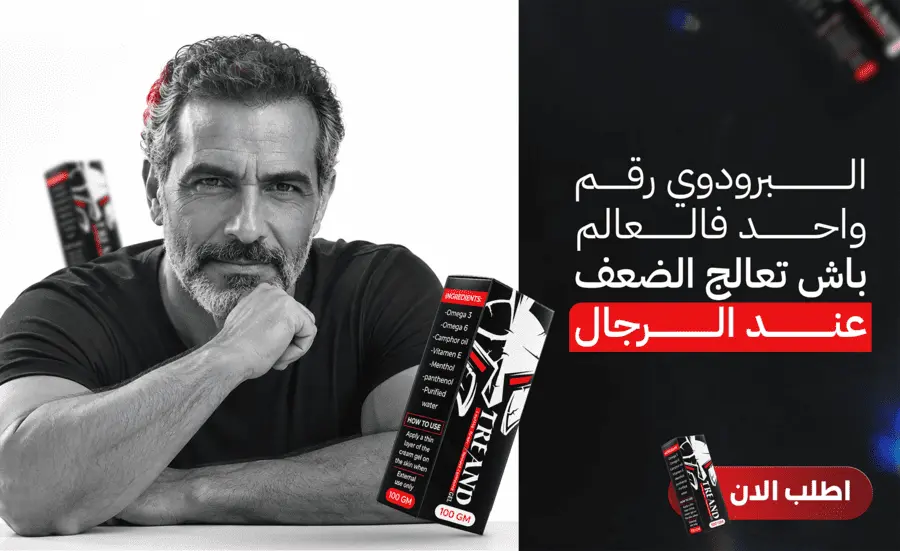 البرودوي رقم
واحد فالعالم
باش تعالج الضعف
عند الرجال
اطلب الان
INGREDIENTS:
-Omega 3
-Omega 6
-Camphor oil
-Vitamen E
-Menthol
-panthenol
-Purified
water
HOW TO USE
Apply a thin
layer of the
cream gel on
the skin when
External
use only
100 GM
TREAND
GEL
100 GM
TREAND